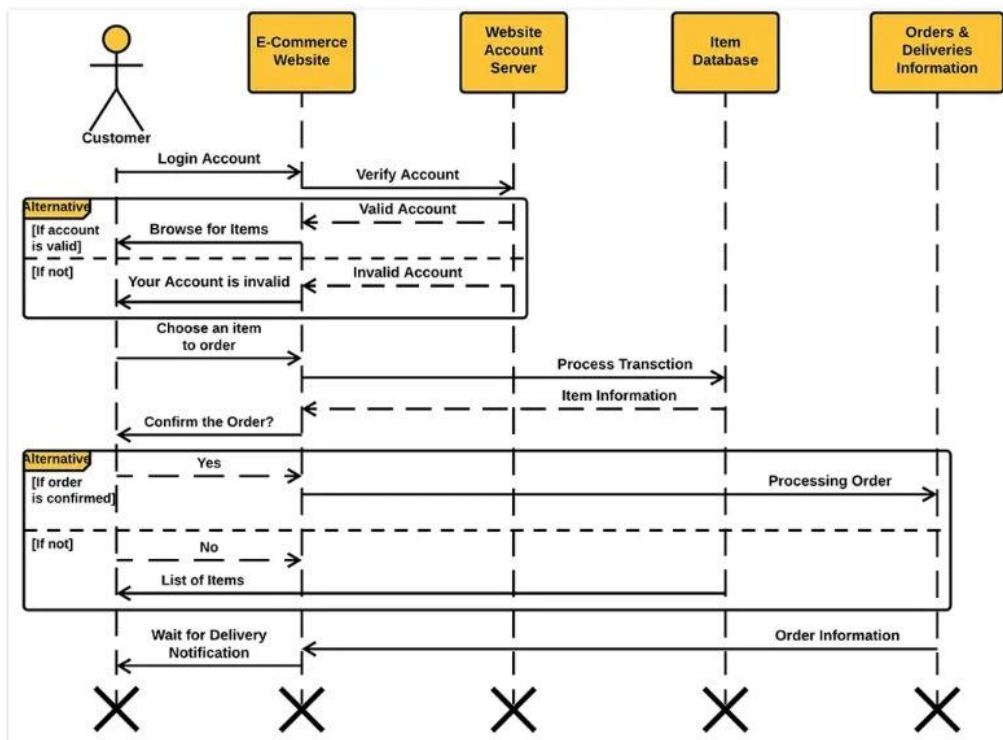 E-Commerce
Website
Website
Account
Server
Item
Database
Orders &
Deliveries
Information
Customer
Login Account
Verify Account
Alternative
Valid Account
[If account
is valid]
Browse for Items
[If not]
Invalid Account
Your Account is invalid
Choose an item
to order
Process Transction
Item Information
Confirm the Order?
Alternative
Yes
[If order
is confirmed]
Processing Order
[If not]
No
List of Items
Wait for Delivery
Notification
Order Information